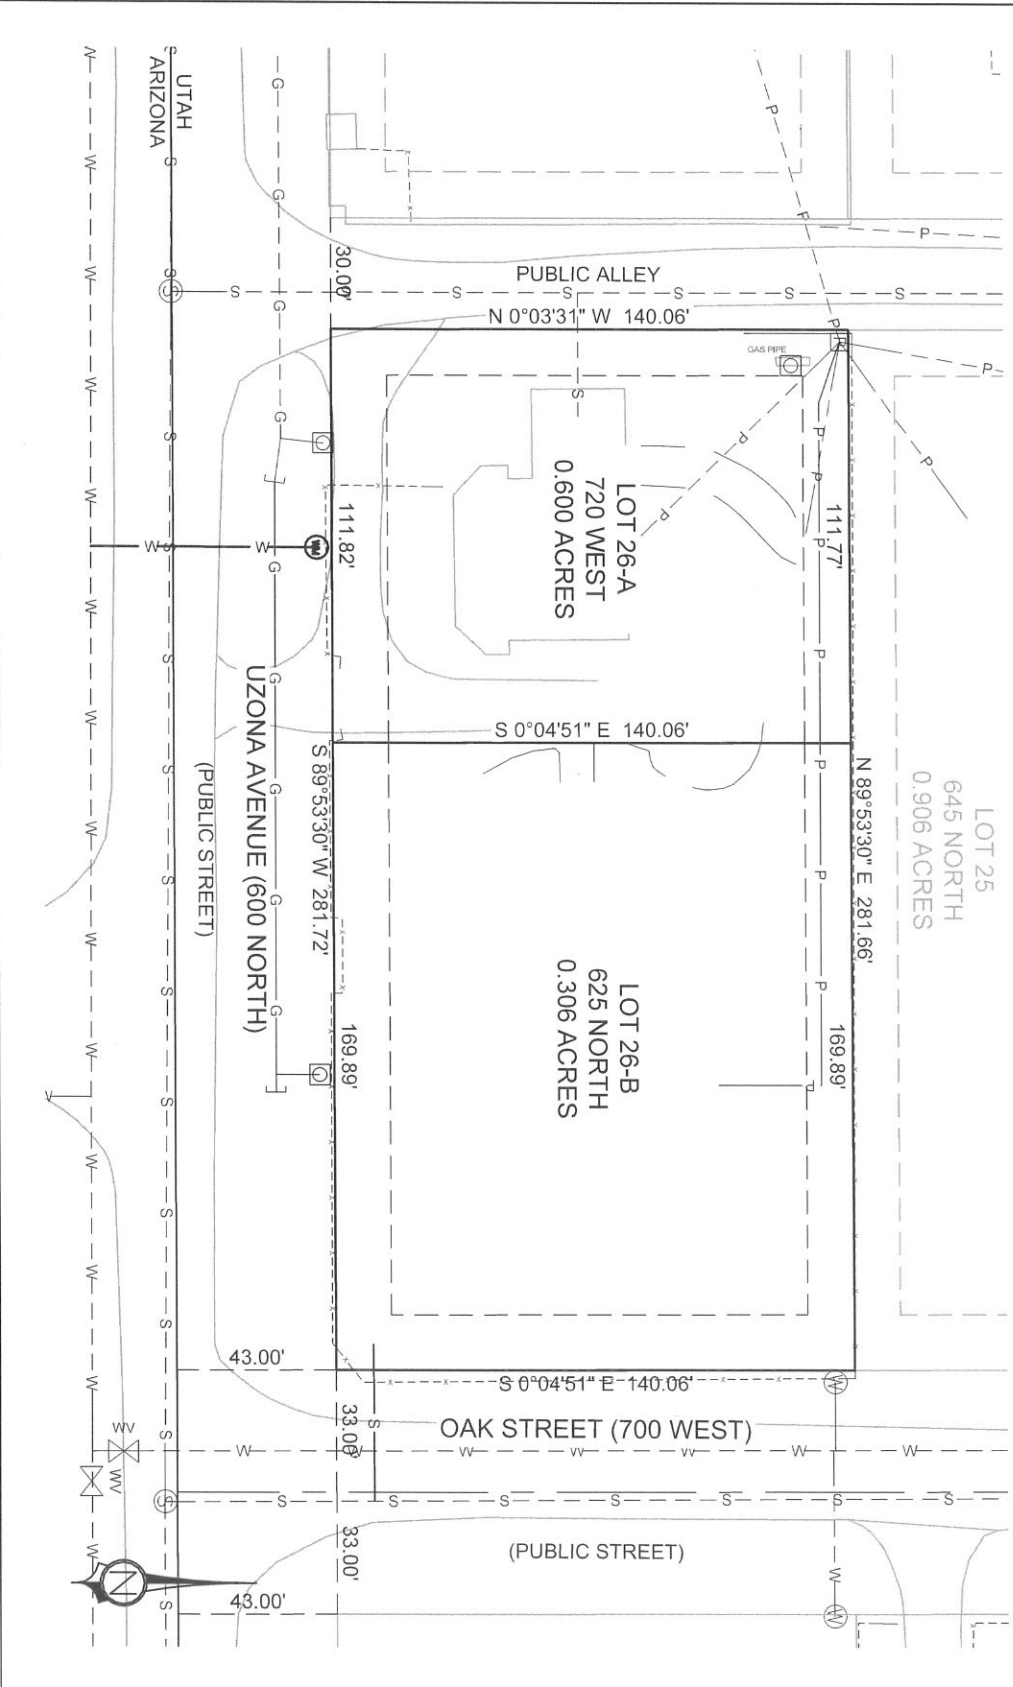 UTAH
ARIZONA
PUBLIC ALLEY
30.00'
N 0°03'31" W 140.06'
GAS PIPE
111.82'
111.77'
LOT 26-A
720 WEST
0.600 ACRES
WM
S 0°04'51" E 140.06'
UZONA AVENUE (600 NORTH)
(PUBLIC STREET)
S 89°53'30" W 281.72'
N 89°53'30" E 281.66'
LOT 25
645 NORTH
0.906 ACRES
LOT 26-B
625 NORTH
0.306 ACRES
169.89'
169.89'
43.00'
S 0°04'51" E 140.06'
33.00'
OAK STREET (700 WEST)
WV
WV
33.00'
(PUBLIC STREET)
43.00'
N